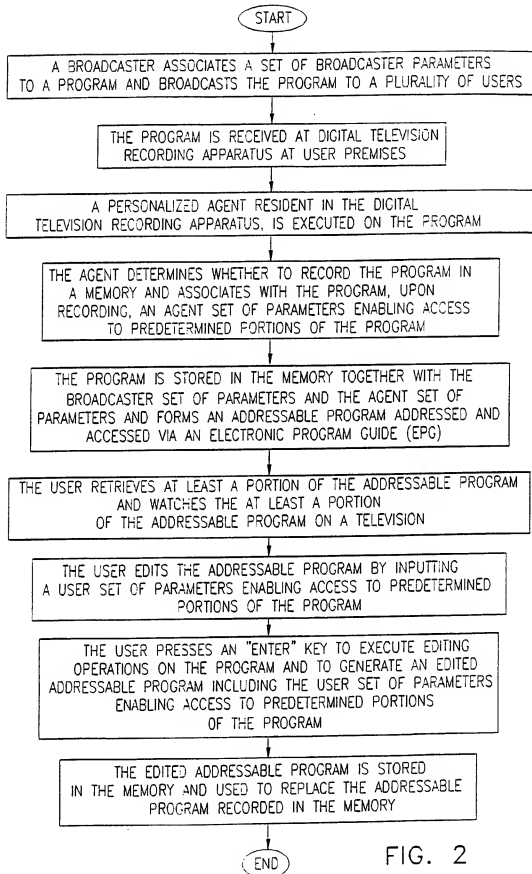 START
A BROADCASTER ASSOCIATES A SET OF BROADCASTER PARAMETERS
TO A PROGRAM AND BROADCASTS THE PROGRAM TO A PLURALITY OF USERS
THE PROGRAM IS RECEIVED AT DIGITAL TELEVISION
RECORDING APPARATUS AT USER PREMISES
A PERSONALIZED AGENT RESIDENT IN THE DIGITAL
TELEVISION RECORDING APPARATUS, IS EXECUTED ON THE PROGRAM
THE AGENT DETERMINES WHETHER TO RECORD THE PROGRAM IN
A MEMORY AND ASSOCIATES WITH THE PROGRAM, UPON
RECORDING, AN AGENT SET OF PARAMETERS ENABLING ACCESS
TO PREDETERMINED PORTIONS OF THE PROGRAM
THE PROGRAM IS STORED IN THE MEMORY TOGETHER WITH THE
BROADCASTER SET OF PARAMETERS AND THE AGENT SET OF
PARAMETERS AND FORMS AN ADDRESSABLE PROGRAM ADDRESSED AND
ACCESSED VIA AN ELECTRONIC PROGRAM GUIDE (EPG)
THE USER RETRIEVES AT LEAST A PORTION OF THE ADDRESSABLE PROGRAM
AND WATCHES THE AT LEAST A PORTION
OF THE ADDRESSABLE PROGRAM ON A TELEVISION
THE USER EDITS THE ADDRESSABLE PROGRAM BY INPUTTING
A USER SET OF PARAMETERS ENABLING ACCESS TO PREDETERMINED
PORTIONS OF THE PROGRAM
THE USER PRESSES AN "ENTER" KEY TO EXECUTE EDITING
OPERATIONS ON THE PROGRAM AND TO GENERATE AN EDITED
ADDRESSABLE PROGRAM INCLUDING THE USER SET OF PARAMETERS
ENABLING ACCESS TO PREDETERMINED PORTIONS
OF THE PROGRAM
THE EDITED ADDRESSABLE PROGRAM IS STORED
IN THE MEMORY AND USED TO REPLACE THE ADDRESSABLE
PROGRAM RECORDED IN THE MEMORY
END
FIG. 2